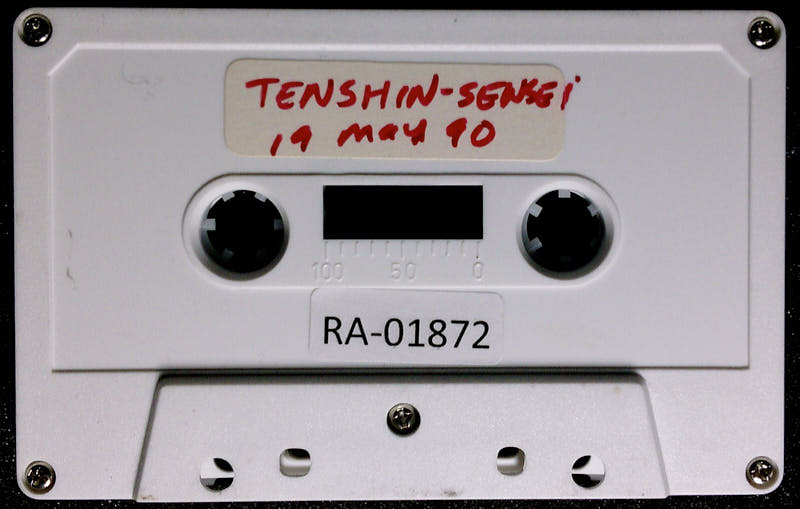 TENSHIN-SENSEi
19 may 90
100 50 0
RA-01872